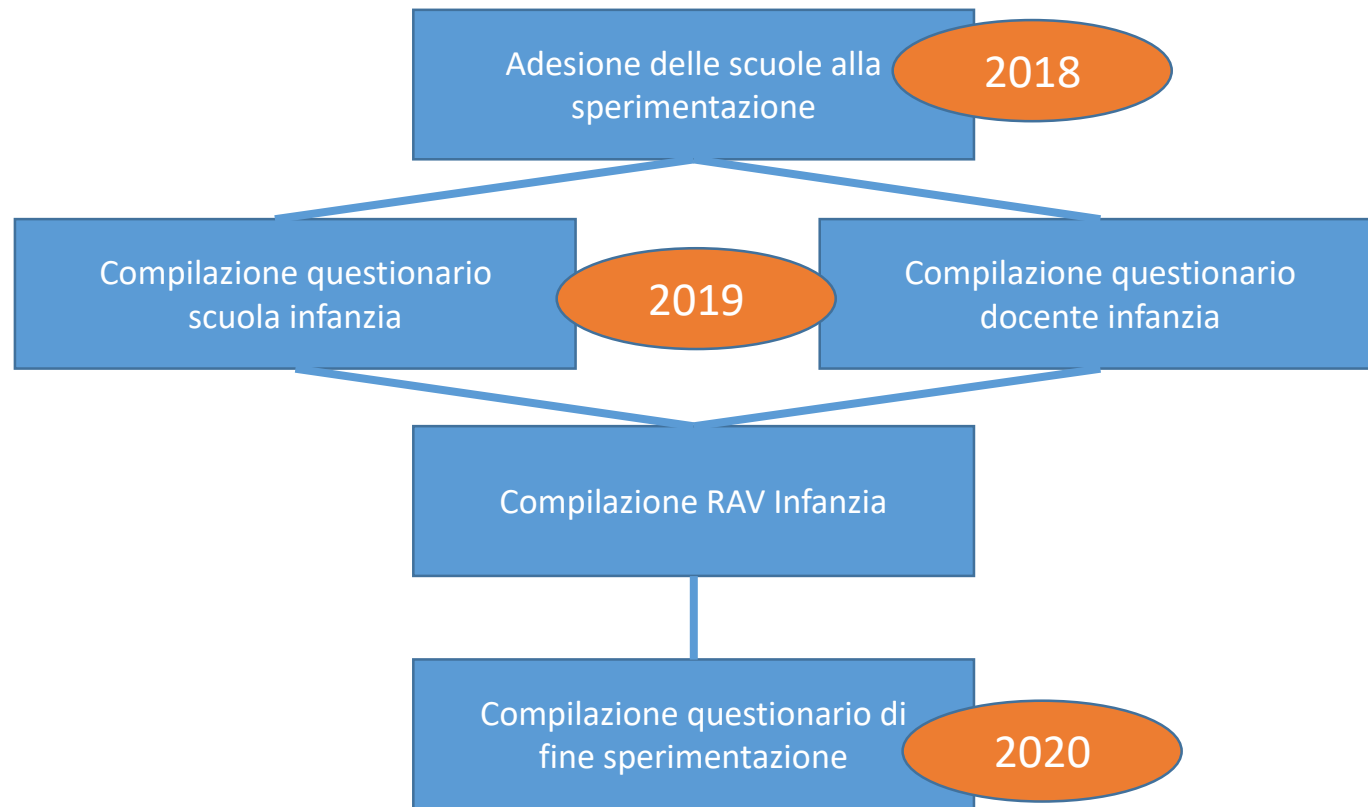 Adesione delle scuole alla
sperimentazione
2018
Compilazione questionario
scuola infanzia
2019
Compilazione questionario
docente infanzia
Compilazione RAV Infanzia
Compilazione questionario di
fine sperimentazione
2020